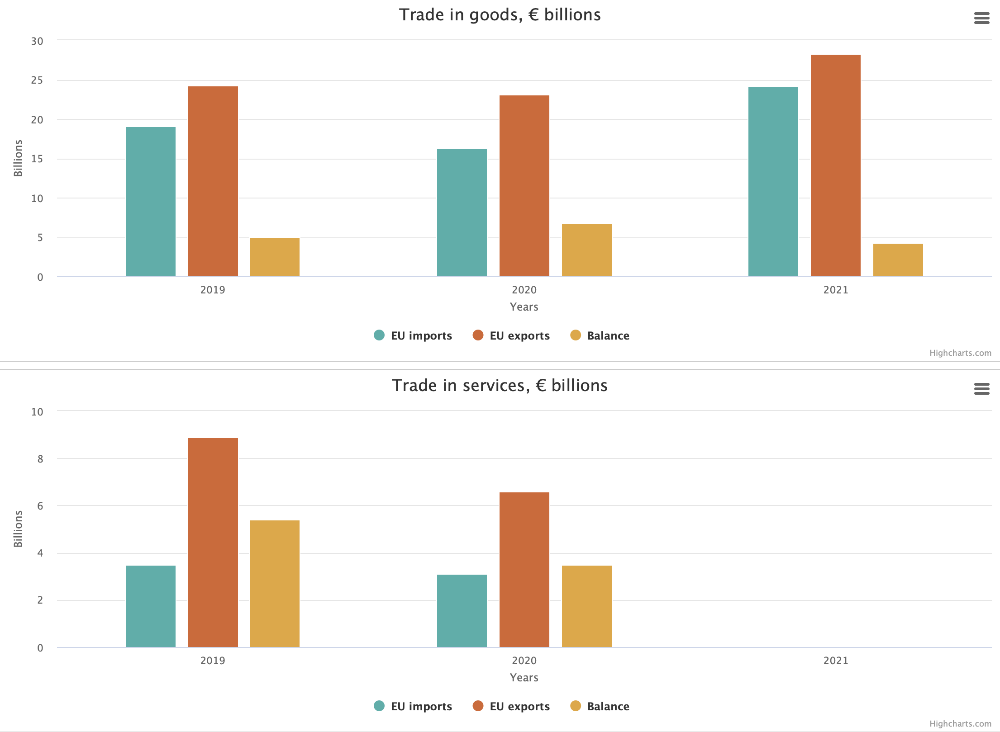 Trade in goods, € billions
30
25
20
15
10
5
0
Billions
2019 2020 2021
Years
EU imports EU exports Balance
Highcharts.com
Trade in services, € billions
10
8
6
4
2
0
Billions
2019 2020 2021
Years
EU imports EU exports Balance
Highcharts.com